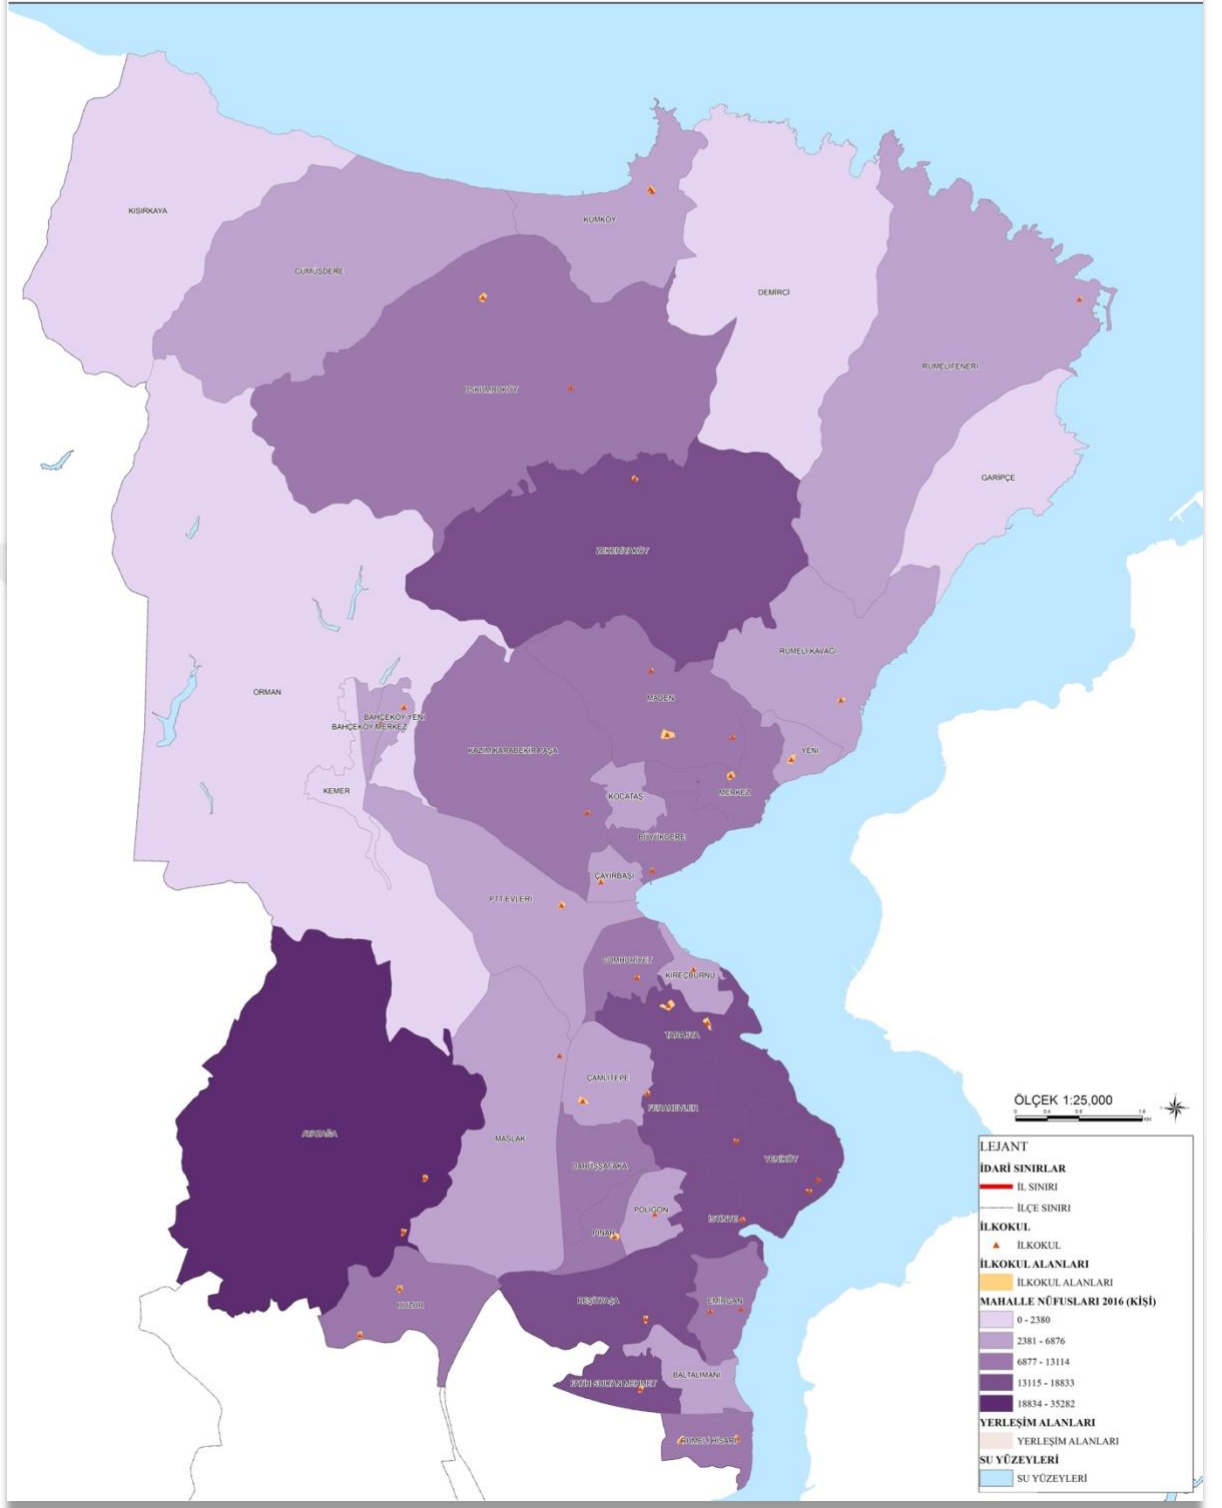 KISIRKAYA
KUMKÖY
GÜMÜŞDERE
DEMİRCİ
RUMELİFENERİ
USKUMRUKÖY
GARİPÇE
ZEKERİYAKÖY
RUMELİ KAVAĞI
ORMAN
MADEN
BAHÇEKÖY YENİ
BAHÇEKÖY MERKEZ
KAZIM KARABEKİR PAŞA
YENİ
KEMER
KOCATAŞ
MERKEZ
BÜYÜKDERE
ÇAYIRBAŞI
PTT EVLERİ
CUMHURİYET
KİREÇBURNU
TARABYA
ÇAMLITEPE
FERAHEVLER
AYAZAĞA
MASLAK
YENİKÖY
DARÜŞŞAFAKA
POLİGON
İSTİNYE
PINAR
REŞİTPAŞA
EMİRGAN
HUZUR
BALTALİMANI
FATİH SULTAN MEHMET
RUMELİ HİSARI
ÖLÇEK 1:25,000
LEJANT
İDARİ SINIRLAR
İL SINIRI
İLÇE SINIRI
İLKOKUL
İLKOKUL
İLKOKUL ALANLARI
İLKOKUL ALANLARI
MAHALLE NÜFUSLARI 2016 (KİŞİ)
0 - 2380
2381 - 6876
6877 - 13114
13115 - 18833
18834 - 35282
YERLEŞİM ALANLARI
YERLEŞİM ALANLARI
SU YÜZEYLERİ
SU YÜZEYLERİ